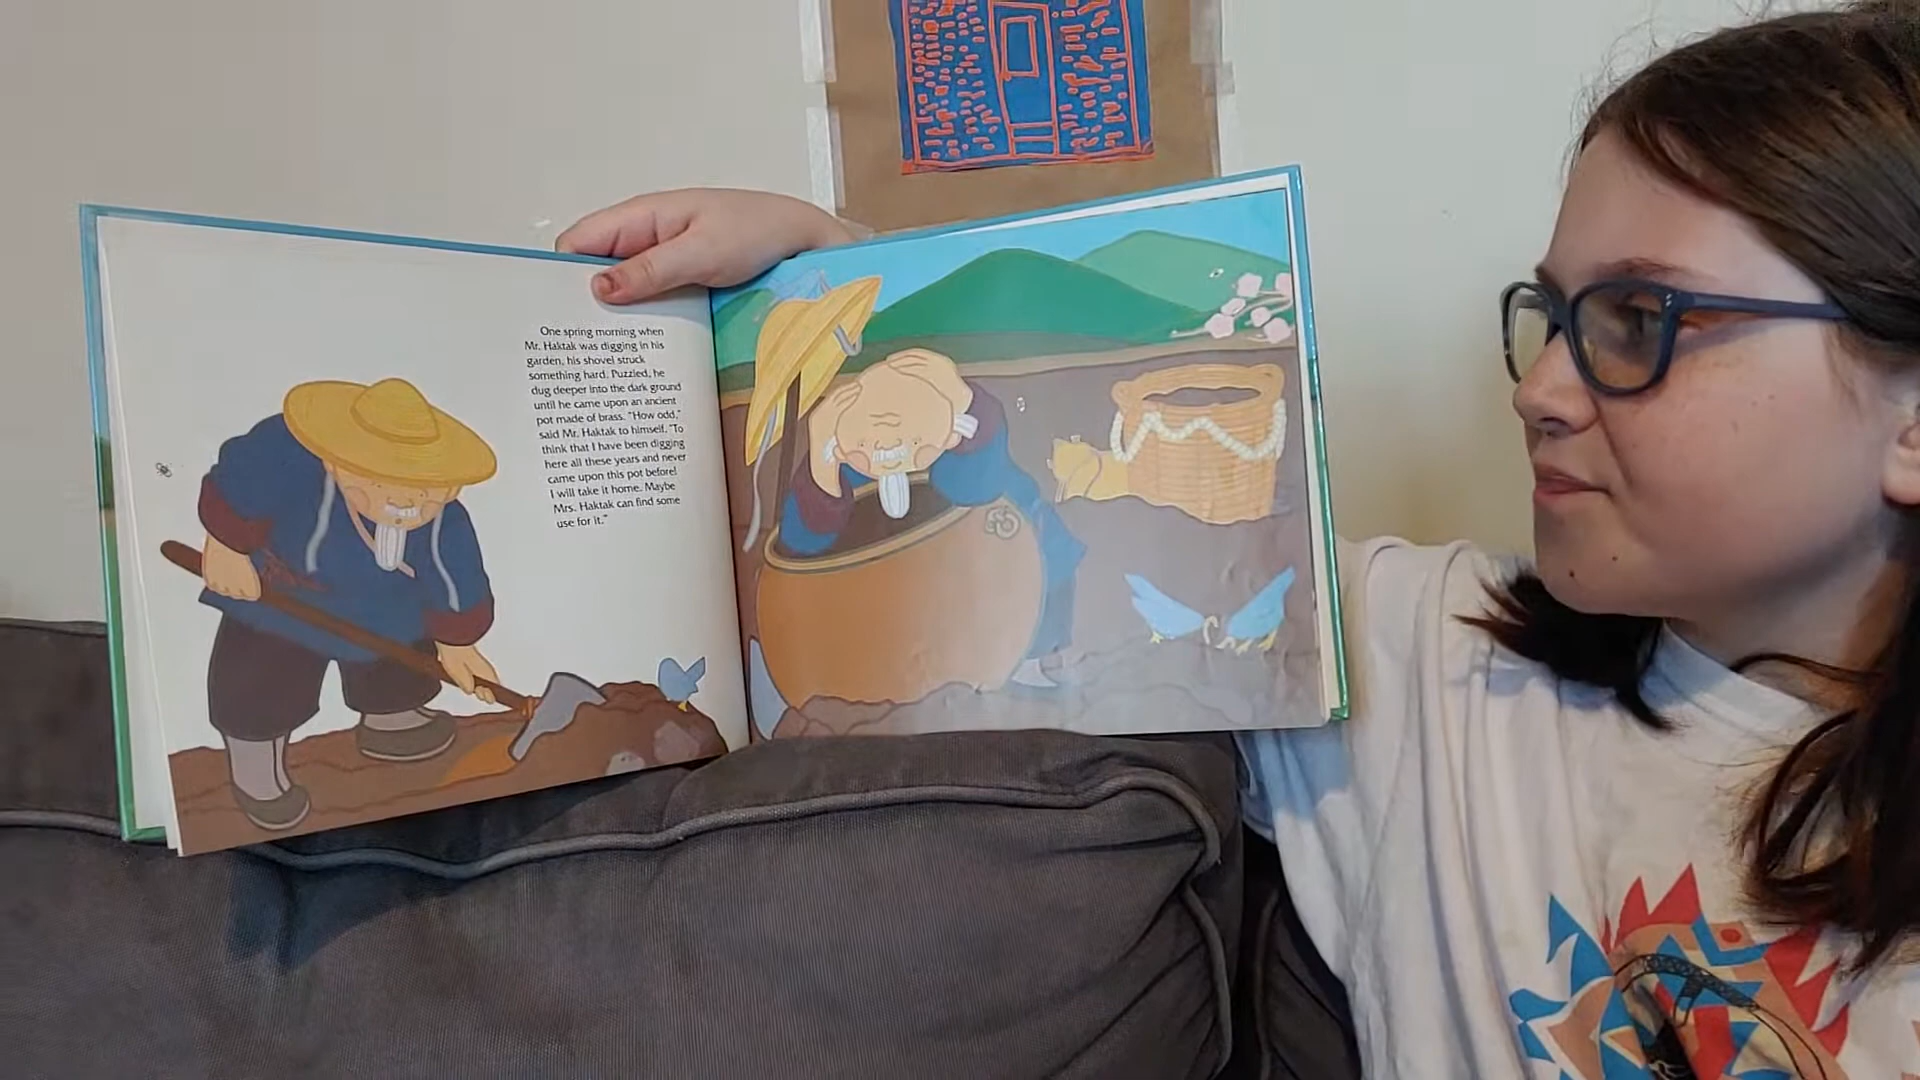 One spring morning when
Mr. Haktak was digging in his
garden, his shovel struck
something hard. Puzzled, he
dug deeper into the dark ground
until he came upon an ancient
pot made of brass. "How odd,"
said Mr. Haktak to himself. "To
think that I have been digging
here all these years and never
came upon this pot before!
I will take it home. Maybe
Mrs. Haktak can find some
use for it."